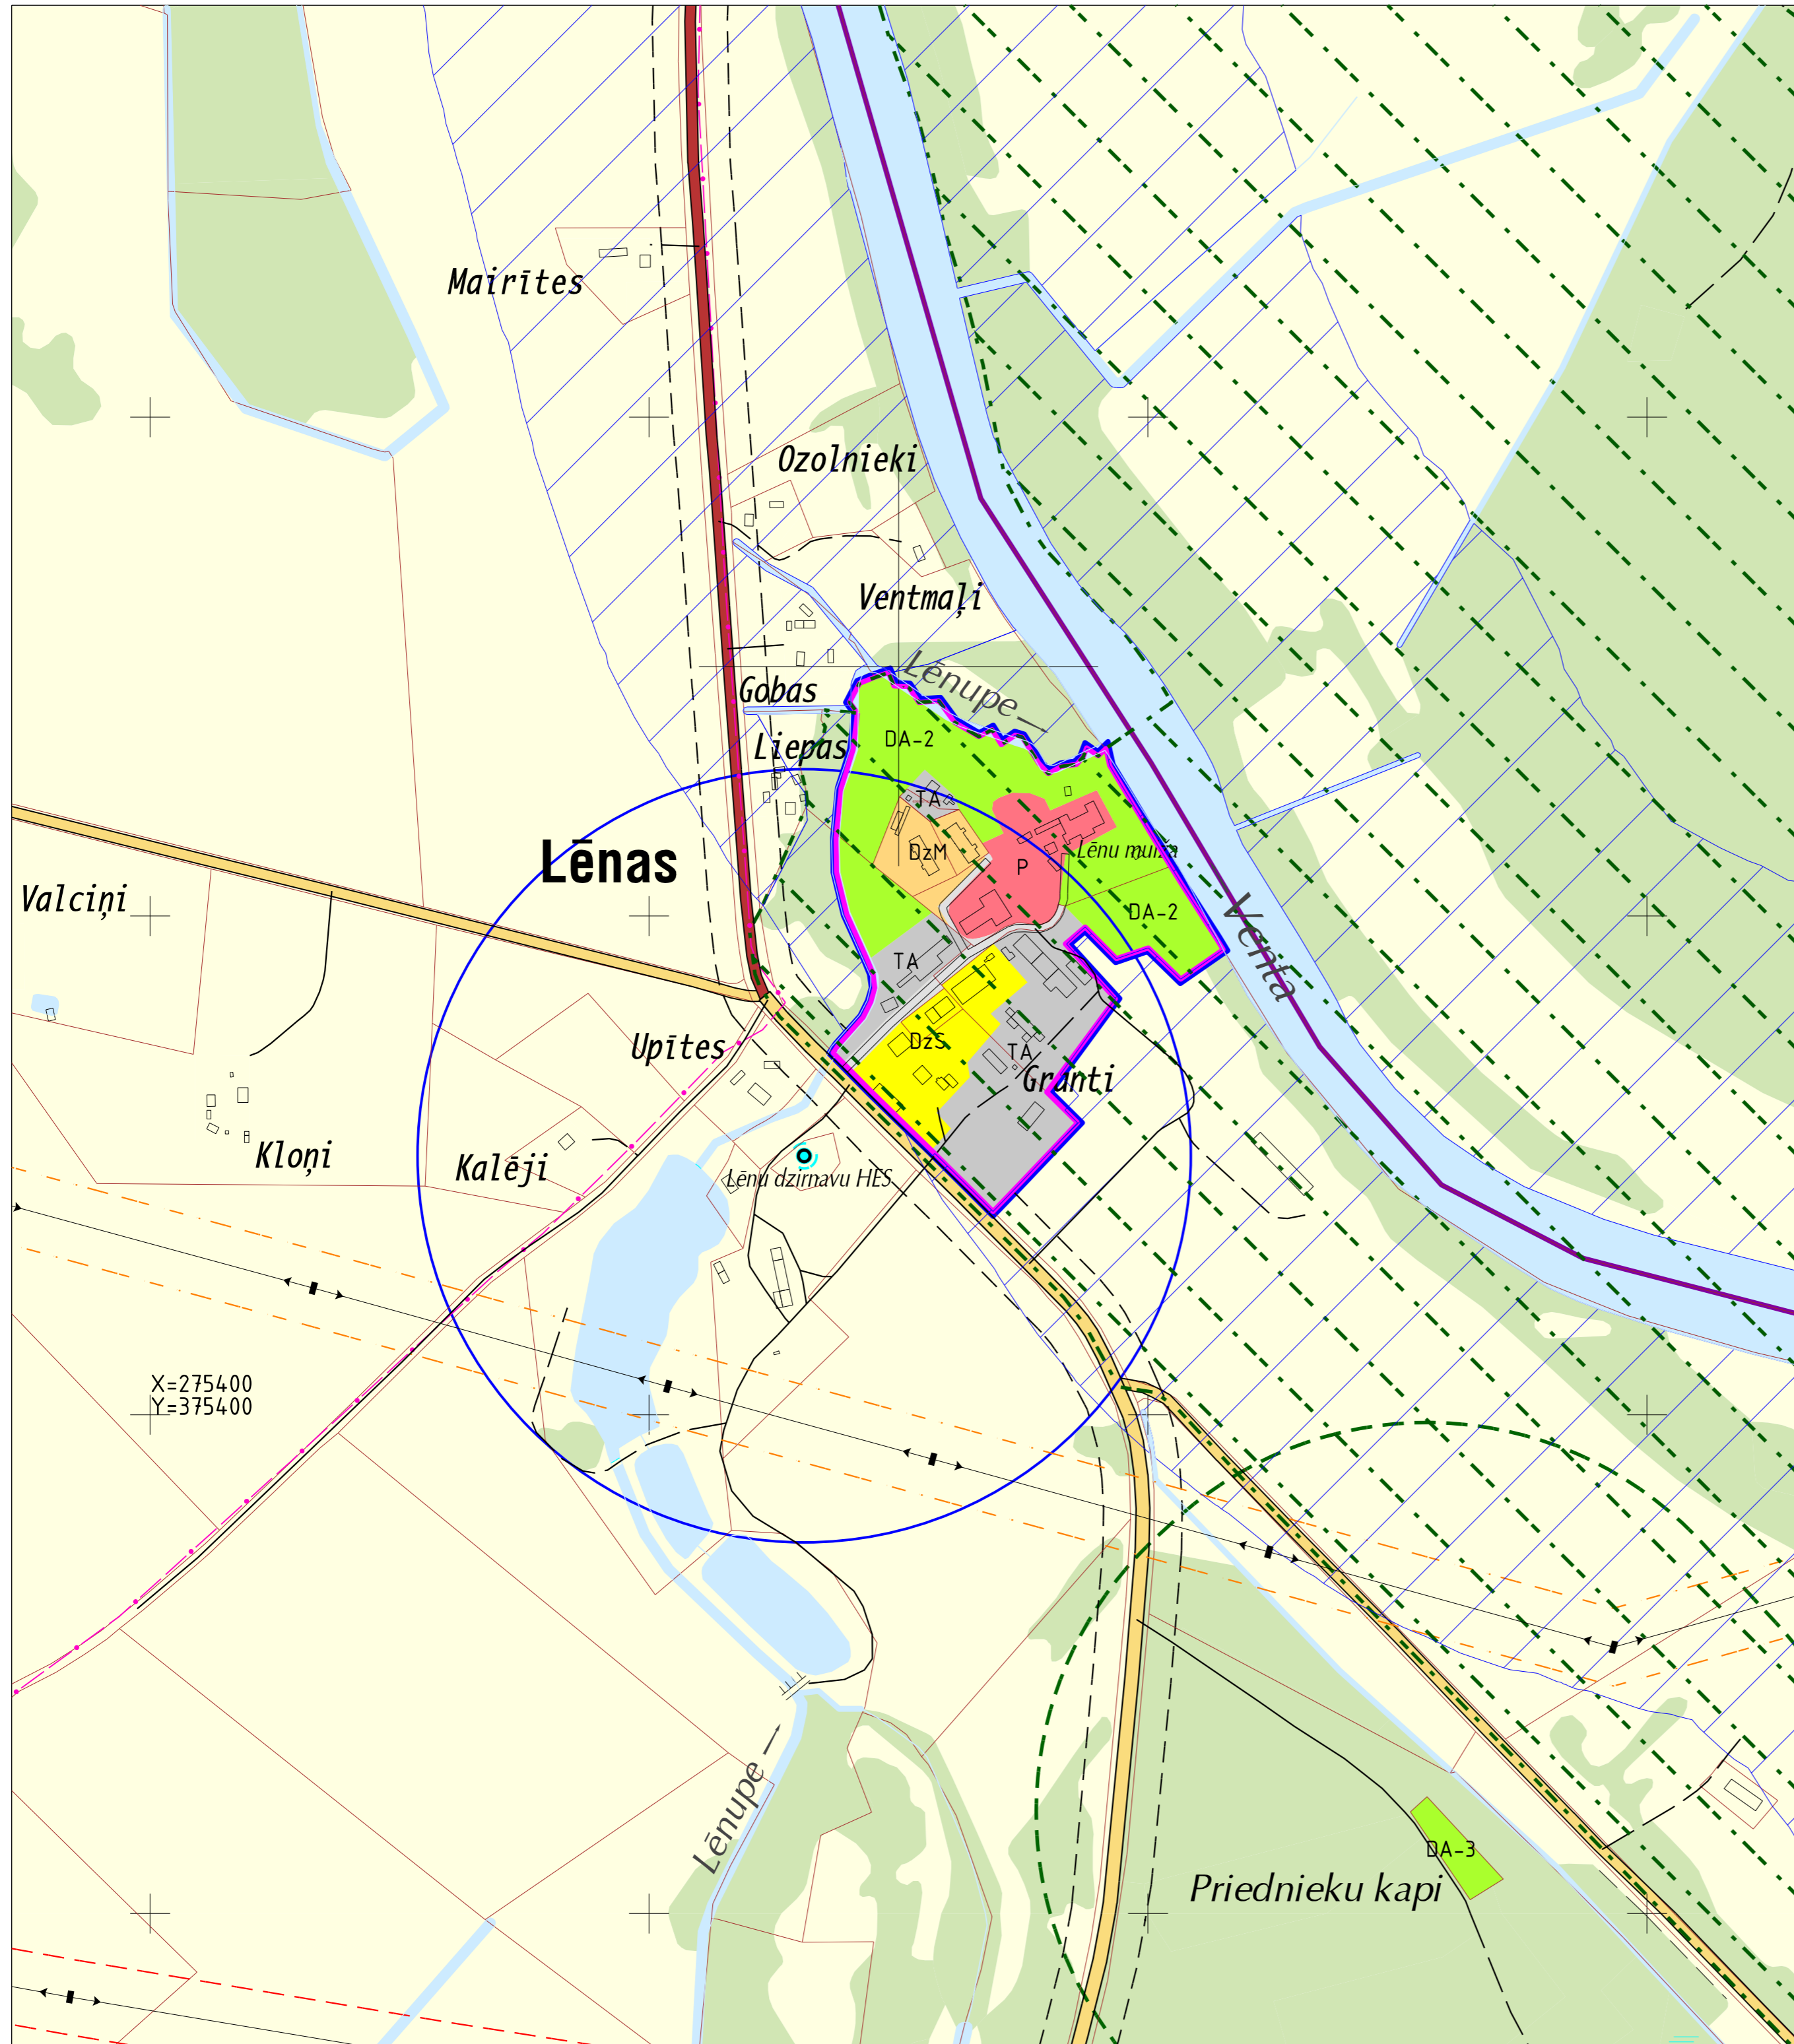 Mairītes
Ozolnieki
Ventmaļi
Lēnupe
Gobas
DA-2
Liepas
TA
Lēnas
DzM
Lēnu muiža
P
Valciņi
DA-2
Venta
TA
Upītes
DzS
TA
Granti
Kloņi
Kalēji
Lēnu dzirnavu HES
X=275400
Y=375400
Lēnupe
DA-3
Priednieku kapi